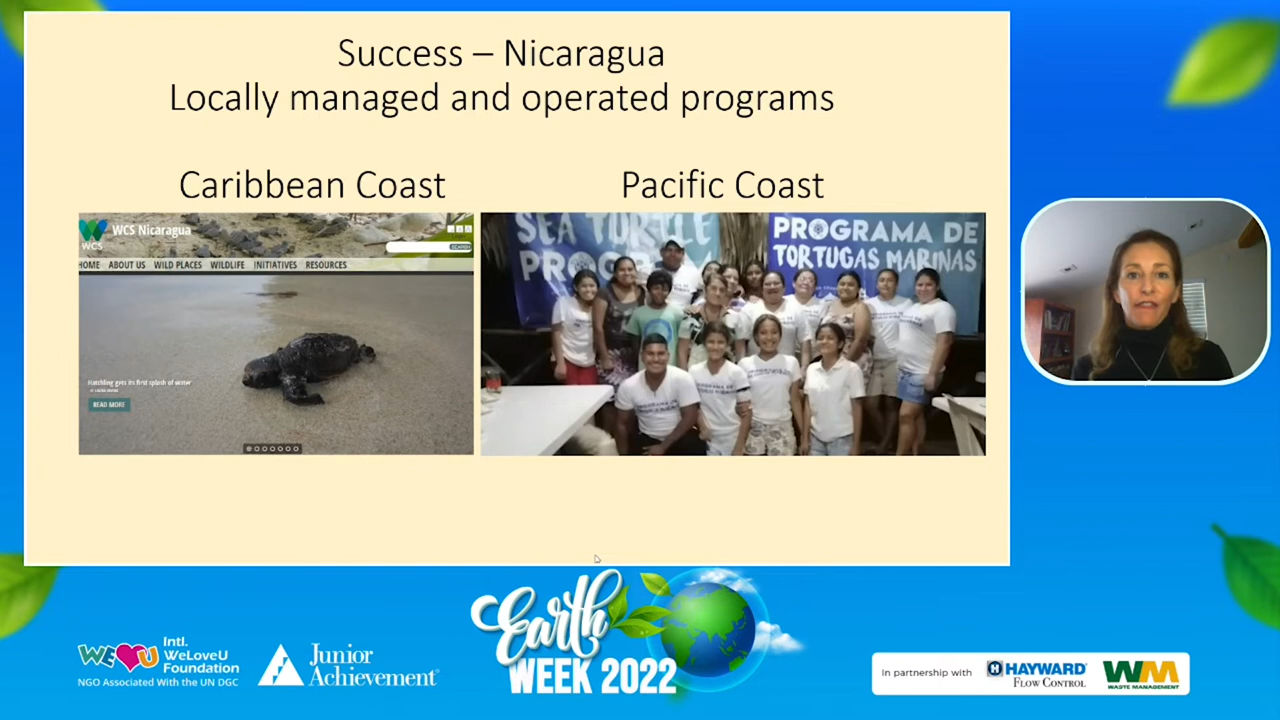 Success – Nicaragua
Locally managed and operated programs
Caribbean Coast
Pacific Coast
WCS Nicaragua
WCS
SEARCH
HOME ABOUT US WILD PLACES WILDLIFE INITIATIVES RESOURCES
Hatchling gets its first splash of water
READ MORE
SEA TURTLE
PROGRAMA DE
TORTUGAS MARINAS
Earth
WEEK 2022
WE U
Intl.
WeLoveU
Foundation
NGO Associated With the UN DGC
Junior
Achievement®
In partnership with
HAYWARD
FLOW CONTROL
WM
WASTE MANAGEMENT